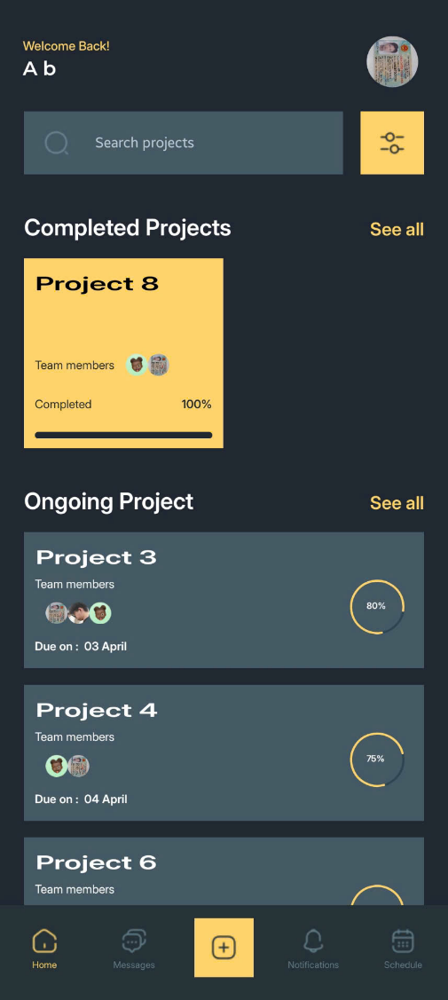 Welcome Back!
A b
Search projects
Completed Projects
See all
Project 8
Team members
Completed
100%
Ongoing Project
See all
Project 3
Team members
80%
Due on : 03 April
Project 4
Team members
75%
Due on : 04 April
Project 6
Team members
Home
Messages
Notifications
Schedule